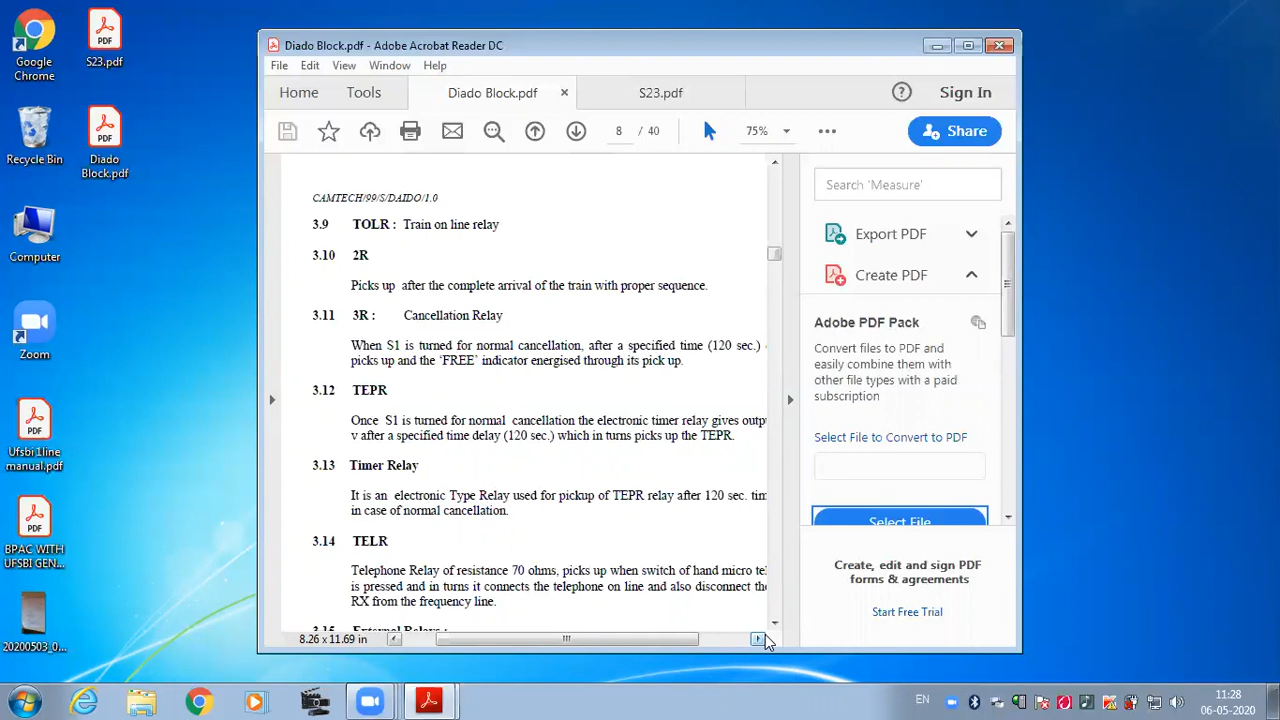 Google
Chrome
S23.pdf
Recycle Bin
Diado
Block.pdf
Computer
Zoom
Ufsbi 1line
manual.pdf
BPAC WITH
UFSBI GEN...
20200503_0...
Diado Block.pdf - Adobe Acrobat Reader DC
File Edit View Window Help
Home Tools Diado Block.pdf × S23.pdf ? Sign In
8 / 40 75% Share
CAMTECH/99/S/DAIDO/1.0
3.9 TOLR : Train on line relay
3.10 2R
Picks up after the complete arrival of the train with proper sequence.
3.11 3R : Cancellation Relay
When S1 is turned for normal cancellation, after a specified time (120 sec.)
picks up and the ‘FREE’ indicator energised through its pick up.
3.12 TEPR
Once S1 is turned for normal cancellation the electronic timer relay gives outp
v after a specified time delay (120 sec.) which in turns picks up the TEPR.
3.13 Timer Relay
It is an electronic Type Relay used for pickup of TEPR relay after 120 sec. tim
in case of normal cancellation.
3.14 TELR
Telephone Relay of resistance 70 ohms, picks up when switch of hand micro te
is pressed and in turns it connects the telephone on line and also disconnect the
RX from the frequency line.
3.15 External Relays :
8.26 x 11.69 in
Search 'Measure'
Export PDF
Create PDF
Adobe PDF Pack
Convert files to PDF and
easily combine them with
other file types with a paid
subscription
Select File to Convert to PDF
Select File
Create, edit and sign PDF
forms & agreements
Start Free Trial
EN
11:28
06-05-2020